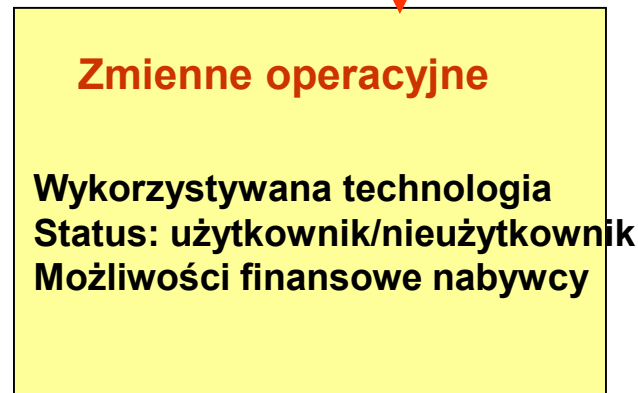 Zmienne operacyjne
Wykorzystywana technologia
Status: użytkownik/nieużytkownik
Możliwości finansowe nabywcy